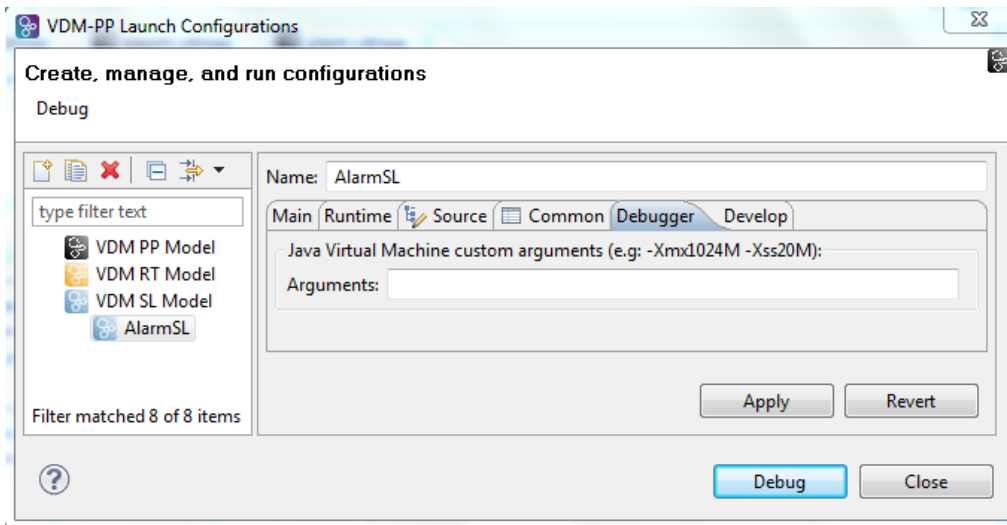 VDM-PP Launch Configurations
Create, manage, and run configurations
Debug
type filter text
VDM PP Model
VDM RT Model
VDM SL Model
AlarmSL
Filter matched 8 of 8 items
Name: AlarmSL
Main Runtime Source Common Debugger Develop
Java Virtual Machine custom arguments (e.g: -Xmx1024M -Xss20M):
Arguments:
Apply Revert
? Debug Close